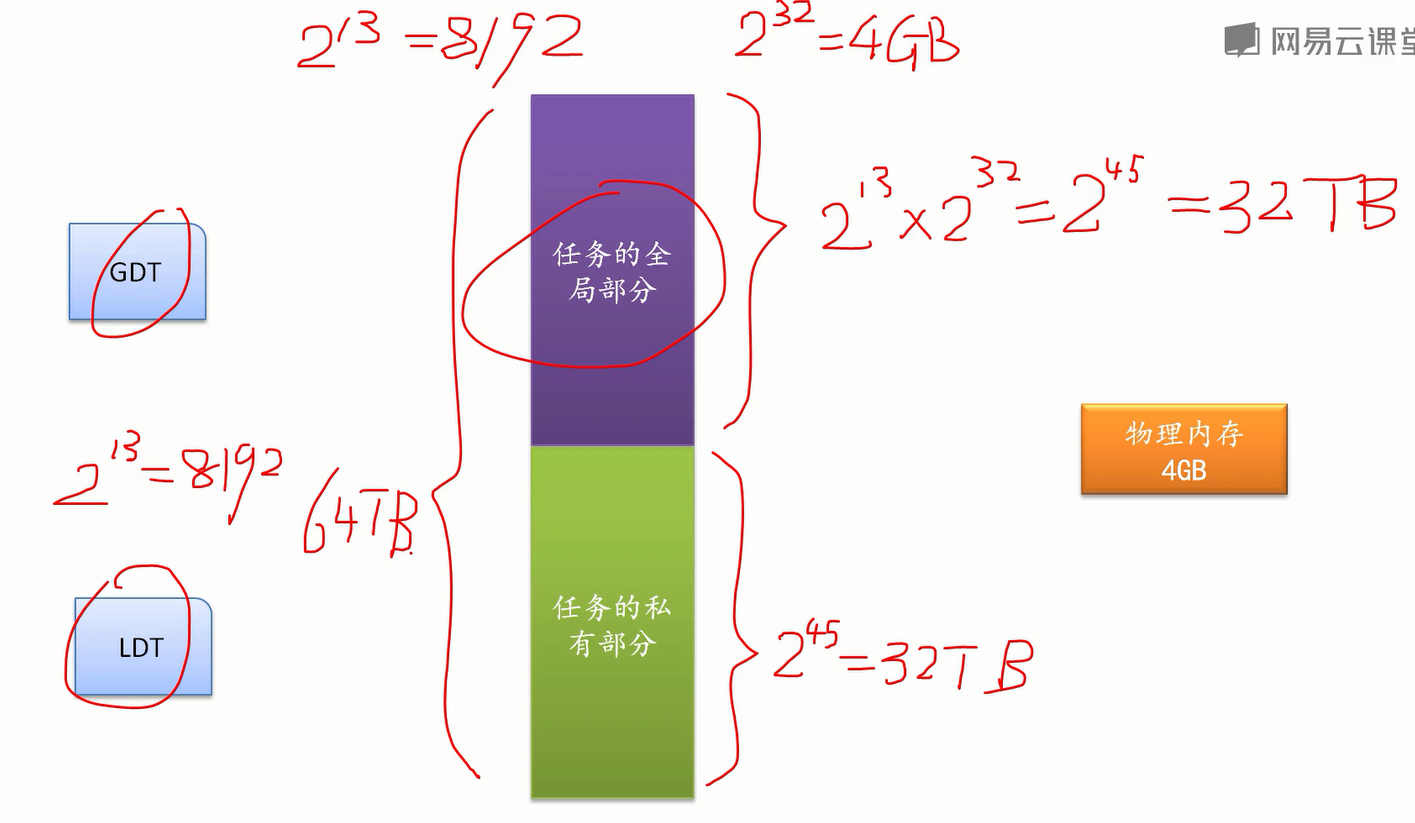 2^13 =8192
2^32 =4GB
网易云课堂
2^13 ×2^32 =2^45 =32TB
GDT
任务的全
局部分
物理内存
4GB
2^13 =8192
64TB
任务的私
有部分
LDT
2^45 =32TB